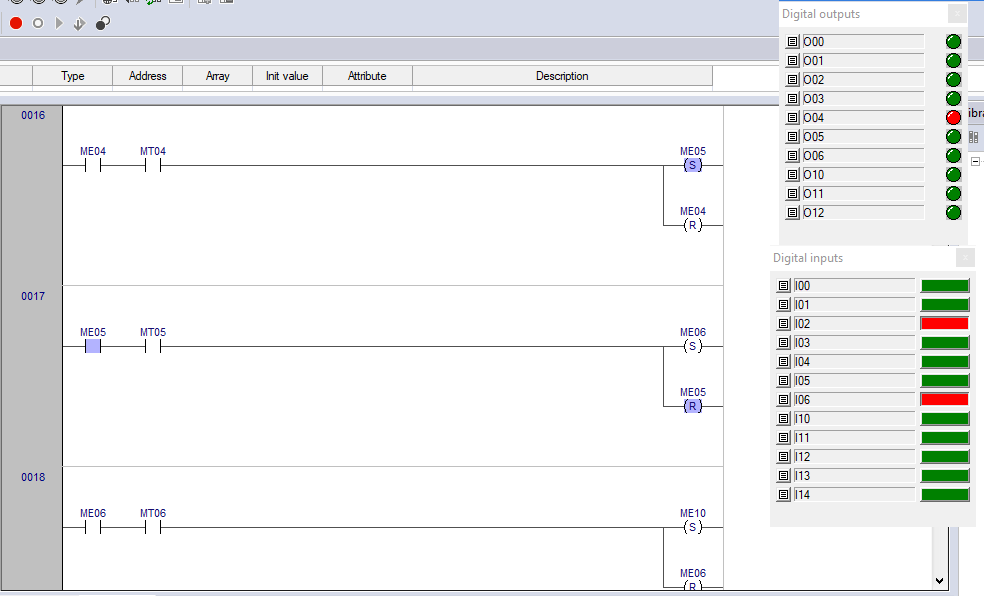 Digital outputs
O00
O01
O02
O03
O04
O05
O06
O10
O11
O12
Type Address Array Init value Attribute Description
0016
ME04 MT04 ME05
S
ME04
R
0017
ME05 MT05 ME06
S
ME05
R
0018
ME06 MT06 ME10
S
ME06
R
Digital inputs
I00
I01
I02
I03
I04
I05
I06
I10
I11
I12
I13
I14